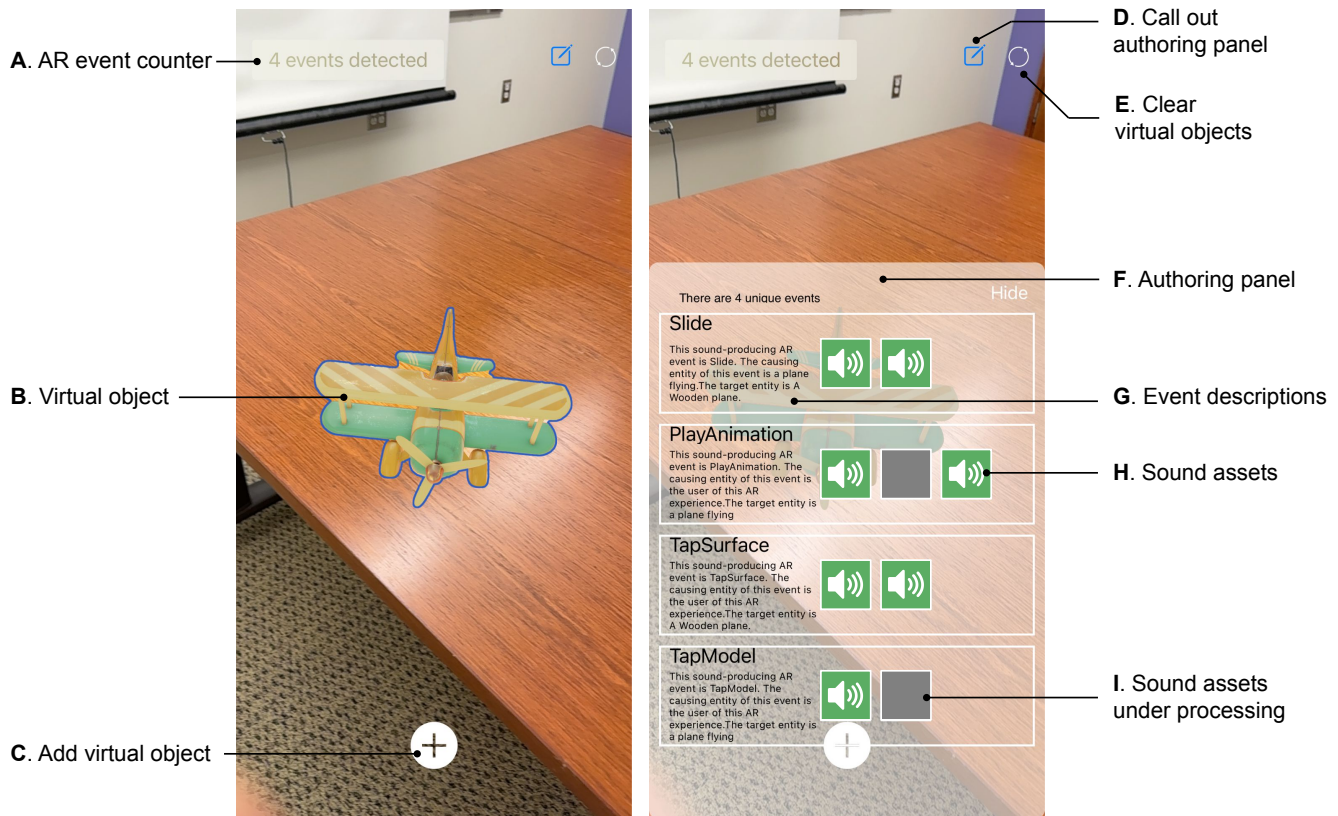 A. AR event counter
B. Virtual object
C. Add virtual object
4 events detected
4 events detected
D. Call out
authoring panel
E. Clear
virtual objects
F. Authoring panel
G. Event descriptions
H. Sound assets
I. Sound assets
under processing
There are 4 unique events
Hide
Slide
This sound-producing AR
event is Slide. The causing
entity of this event is a plane
flying.The target entity is A
Wooden plane.
PlayAnimation
This sound-producing AR
event is PlayAnimation. The
causing entity of this event is
the user of this AR
experience.The target entity is
a plane flying
TapSurface
This sound-producing AR
event is TapSurface. The
causing entity of this event is
the user of this AR
experience.The target entity is
A Wooden plane.
TapModel
This sound-producing AR
event is TapModel. The
causing entity of this event is
the user of this AR
experience.The target entity is
a plane flying